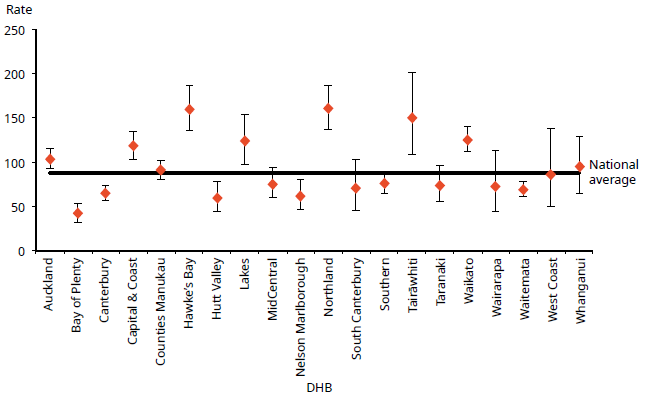 Rate
250
200
150
100
50
0
National
average
Auckland
Bay of Plenty
Canterbury
Capital & Coast
Counties Manukau
Hawke's Bay
Hutt Valley
Lakes
MidCentral
Nelson Marlborough
Northland
South Canterbury
Southern
Tairāwhiti
Taranaki
Waikato
Wairarapa
Waitemata
West Coast
Whanganui
DHB